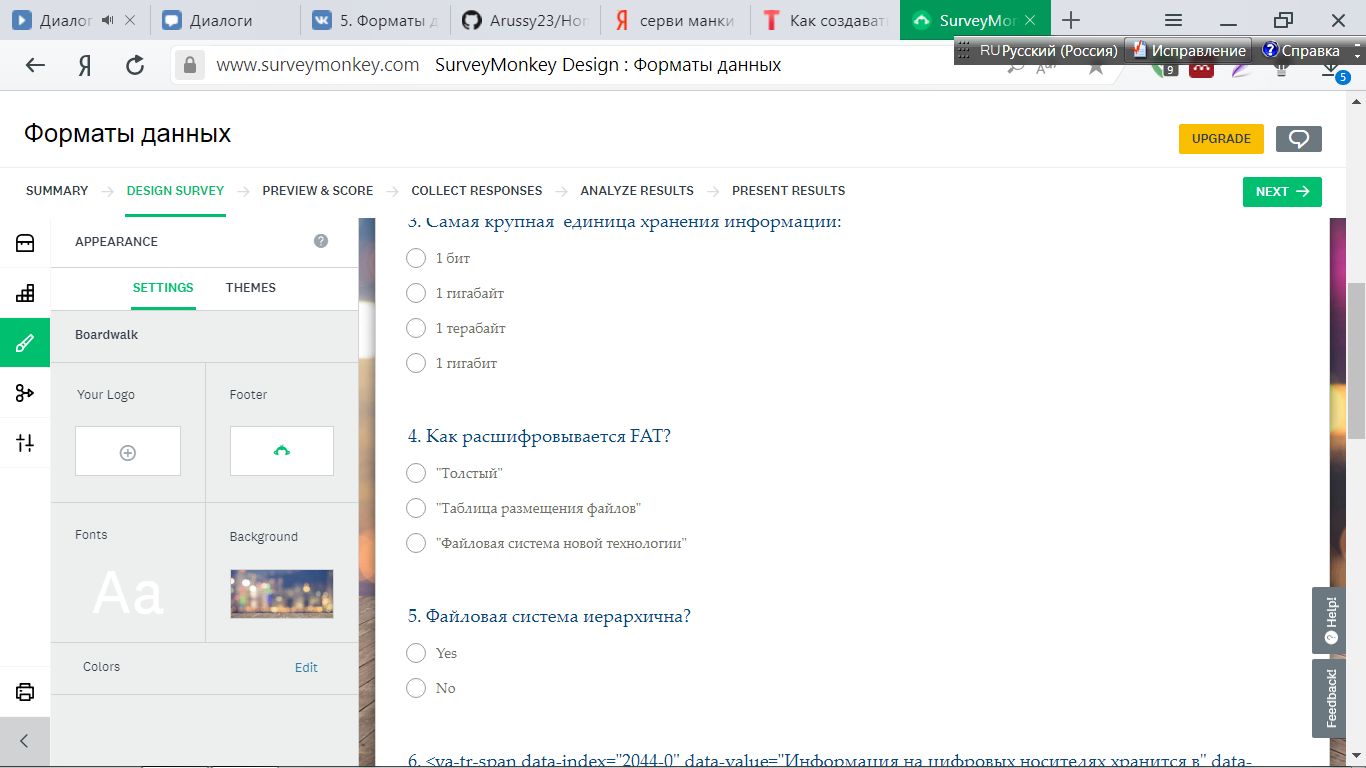 Диалог
Диалоги
5. Форматы д
Arussy23/Hor
серви манки
Как создават
SurveyMon
RU Русский (Россия) Исправление Справка
www.surveymonkey.com SurveyMonkey Design : Форматы данных
9
5
Форматы данных
UPGRADE
SUMMARY DESIGN SURVEY PREVIEW & SCORE COLLECT RESPONSES ANALYZE RESULTS PRESENT RESULTS
NEXT
APPEARANCE
SETTINGS THEMES
Boardwalk
Your Logo Footer
Fonts Background
Aa
Colors Edit
3. Самая крупная единица хранения информации:
1 бит
1 гигабайт
1 терабайт
1 гигабит
4. Как расшифровывается FAT?
"Толстый"
"Таблица размещения файлов"
"Файловая система новой технологии"
5. Файловая система иерархична?
Yes
No
6. <ya-tr-span data-index="2044-0" data-value="Информация на цифровых носителях хранится в" data-
Help!
Feedback!